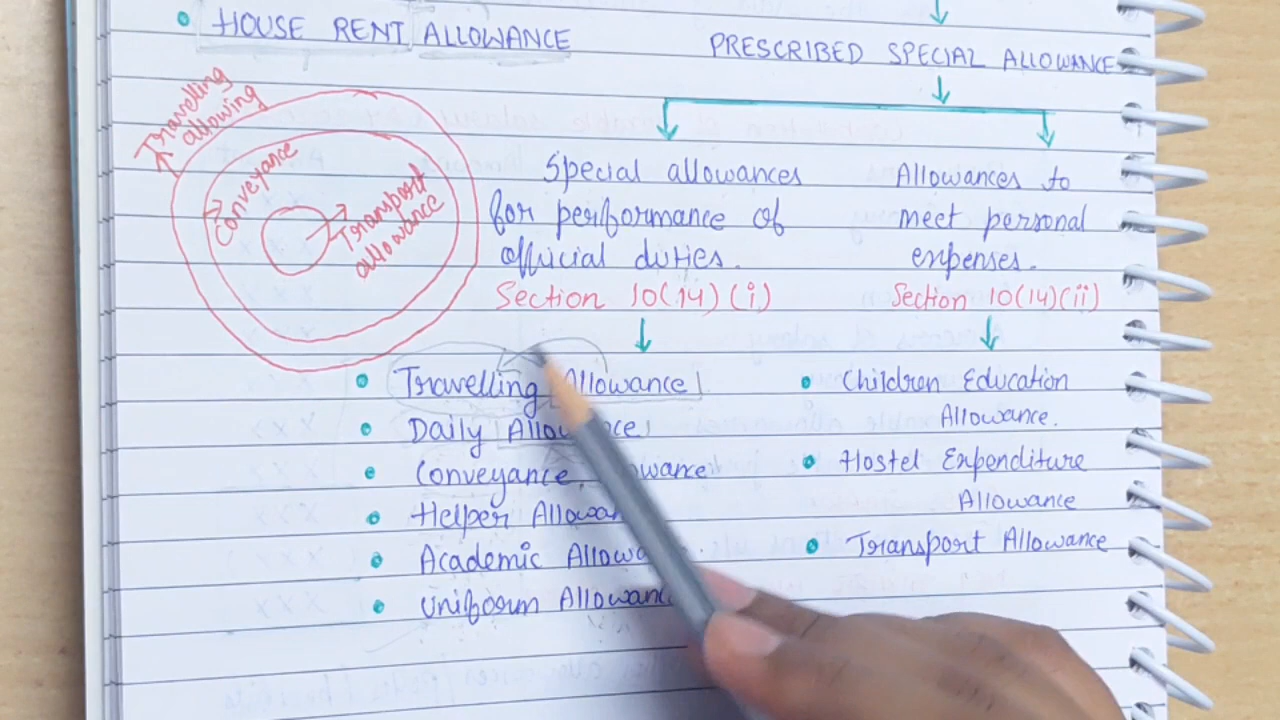 HOUSE RENT ALLOWANCE
PRESCRIBED SPECIAL ALLOWANCE
Travelling
allowing
Conveyance
Transport
allowance
Special allowances
for performance of
official duties.
Section 10(14)(i)
Allowances to
meet personal
expenses.
Section 10(14)(ii)
Travelling Allowance
Daily
Conveyance
Helper
Academic
Uniform
Children Education
Allowance.
Hostel Expenditure
Allowance
Transport Allowance